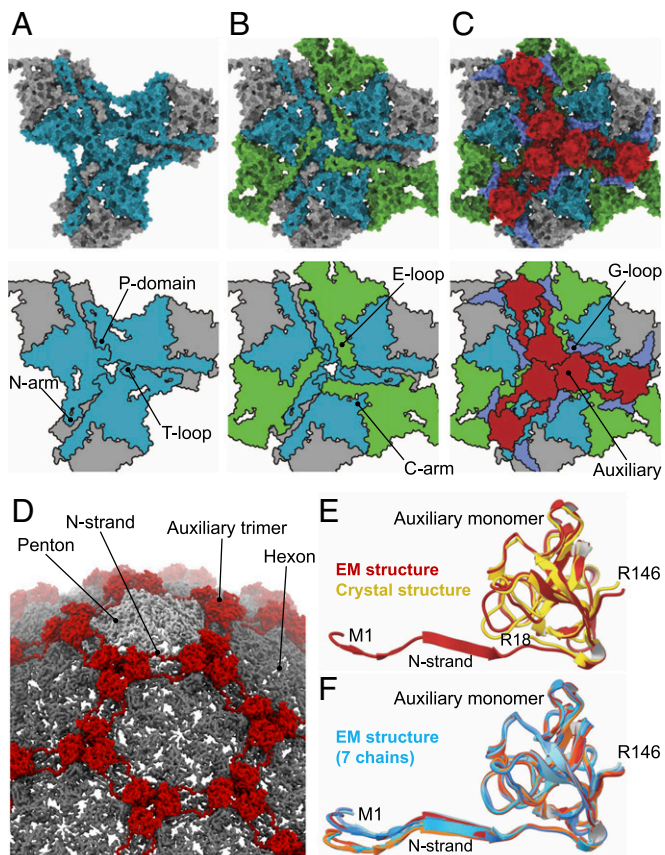 A
B
C
P-domain
N-arm
T-loop
E-loop
C-arm
G-loop
Auxiliary
D
N-strand
Penton
Auxiliary trimer
Hexon
E
Auxiliary monomer
EM structure
Crystal structure
R146
M1
R18
N-strand
F
Auxiliary monomer
EM structure
(7 chains)
R146
M1
N-strand